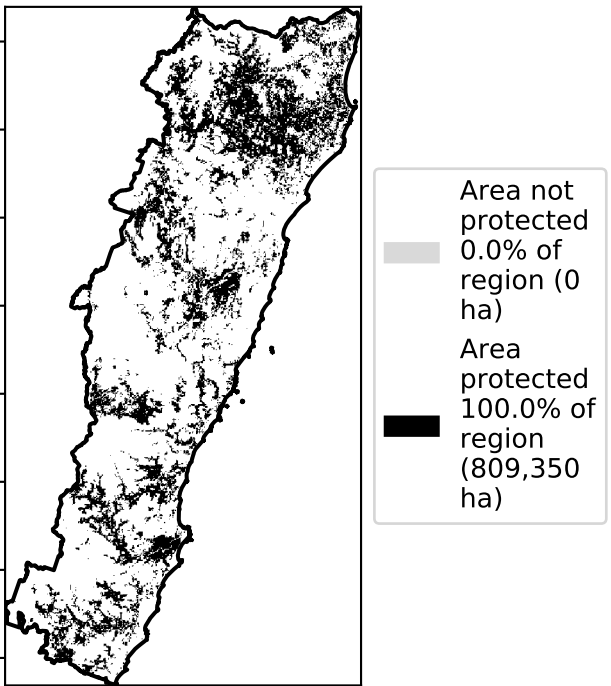 Area not
protected
0.0% of
region (0
ha)
Area
protected
100.0% of
region
(809,350
ha)